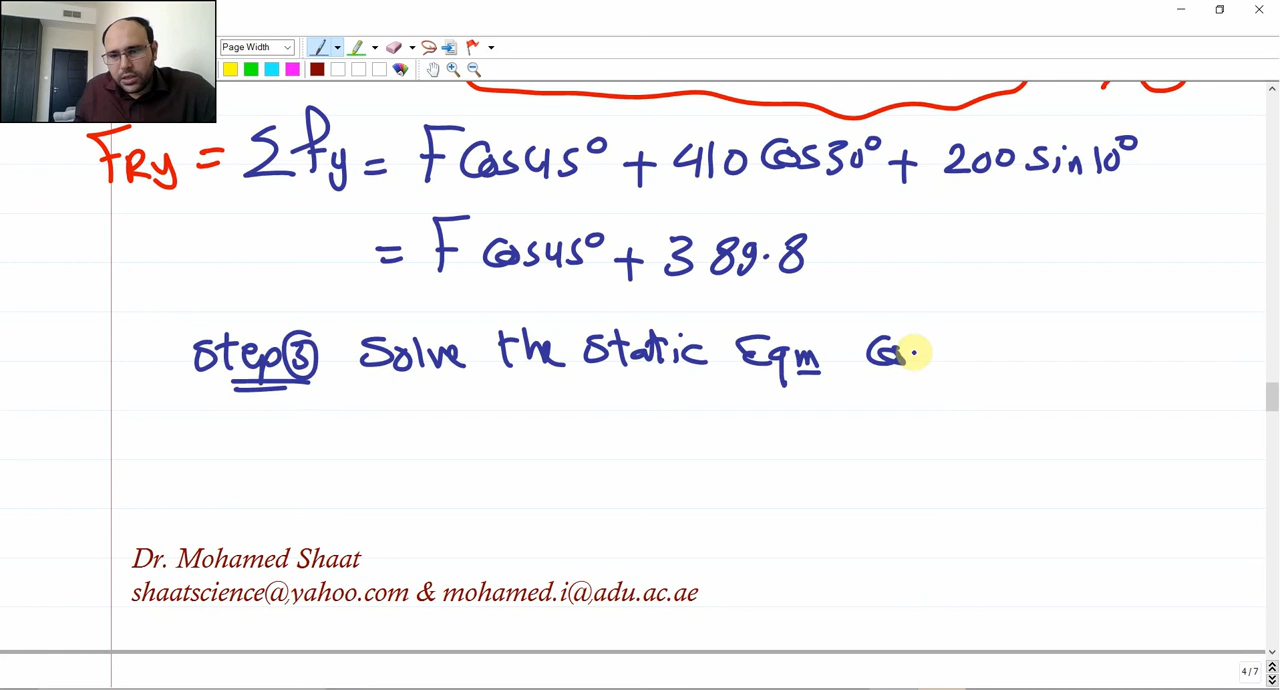 Page Width
FRy = Σfy = F Cos45° + 410 Cos30° + 200 sin10°
= F Cos45° + 389.8
Step ③ Solve the Static Eqm
Dr. Mohamed Shaat
shaatscience@yahoo.com & mohamed.i@adu.ac.ae
4/7